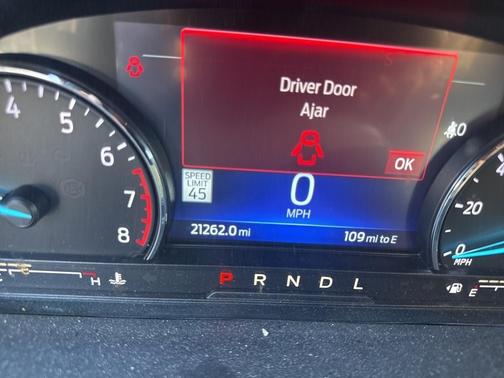 Driver Door
Ajar
OK
SPEED
LIMIT
45
0
MPH
21262.0 mi
109 mi to E
4
5
6
7
8
4
20
0
MPH
H
P R N D L
E